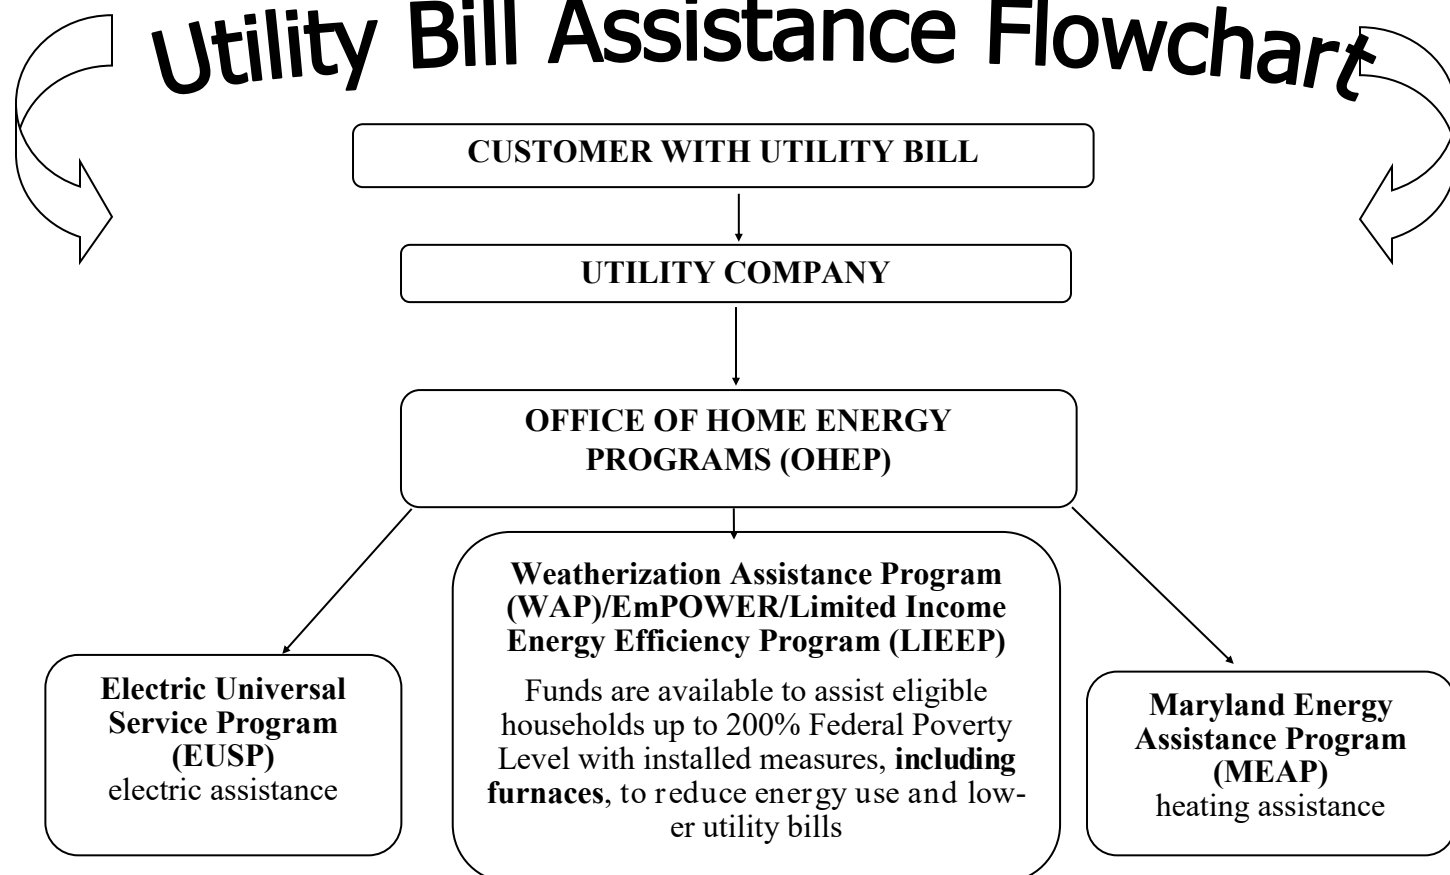 Utility Bill Assistance Flowchart
CUSTOMER WITH UTILITY BILL
UTILITY COMPANY
OFFICE OF HOME ENERGY
PROGRAMS (OHEP)
Electric Universal
Service Program
(EUSP)
electric assistance
Weatherization Assistance Program
(WAP)/EmPOWER/Limited Income
Energy Efficiency Program (LIEEP)
Funds are available to assist eligible
households up to 200% Federal Poverty
Level with installed measures, including
furnaces, to reduce energy use and low-
er utility bills
Maryland Energy
Assistance Program
(MEAP)
heating assistance